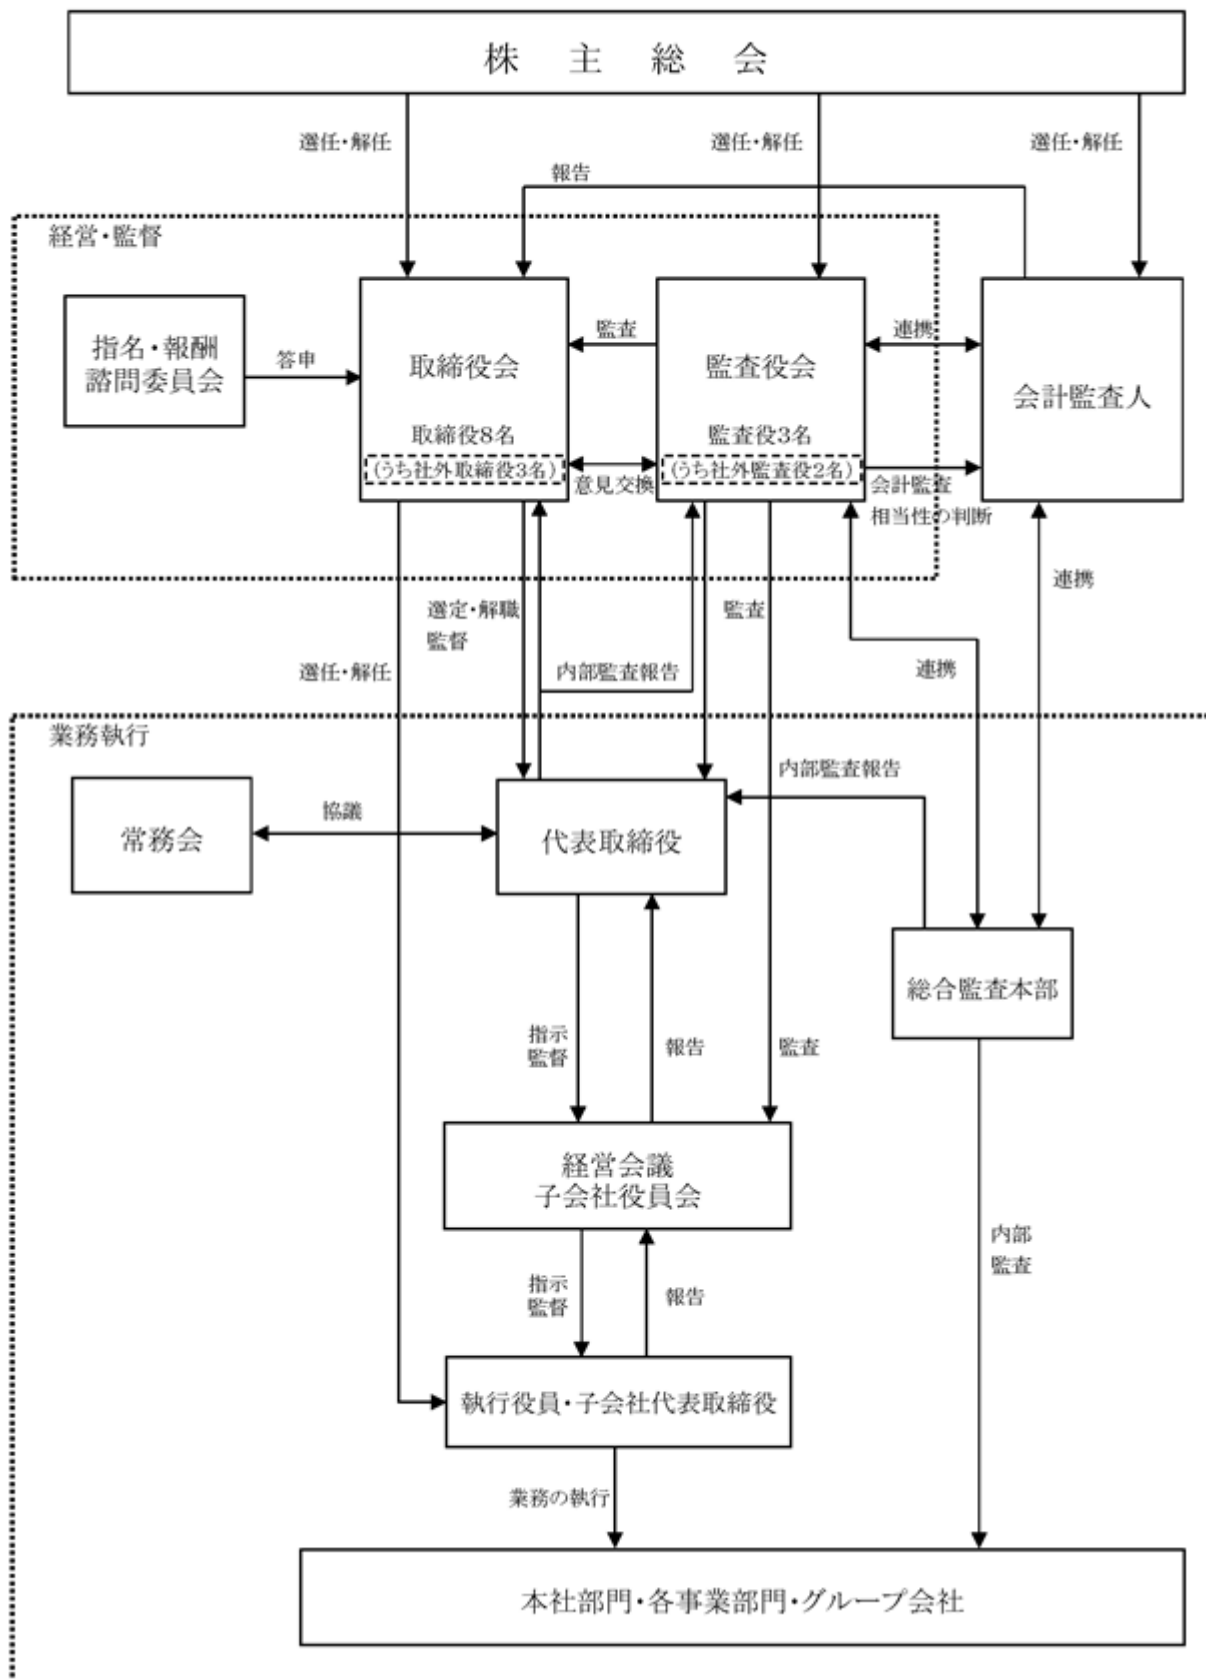 株主総会
選任・解任
選任・解任
選任・解任
報告
経営・監督
指名・報酬
諮問委員会
答申
取締役会
取締役8名
(うち社外取締役3名)
監査
意見交換
監査役会
監査役3名
(うち社外監査役2名)
連携
会計監査
相当性の判断
会計監査人
選定・解職
監督
監査
連携
選任・解任
内部監査報告
連携
業務執行
内部監査報告
常務会
協議
代表取締役
総合監査本部
指示
監督
報告
監査
経営会議
子会社役員会
内部
監査
指示
監督
報告
執行役員・子会社代表取締役
業務の執行
本社部門・各事業部門・グループ会社